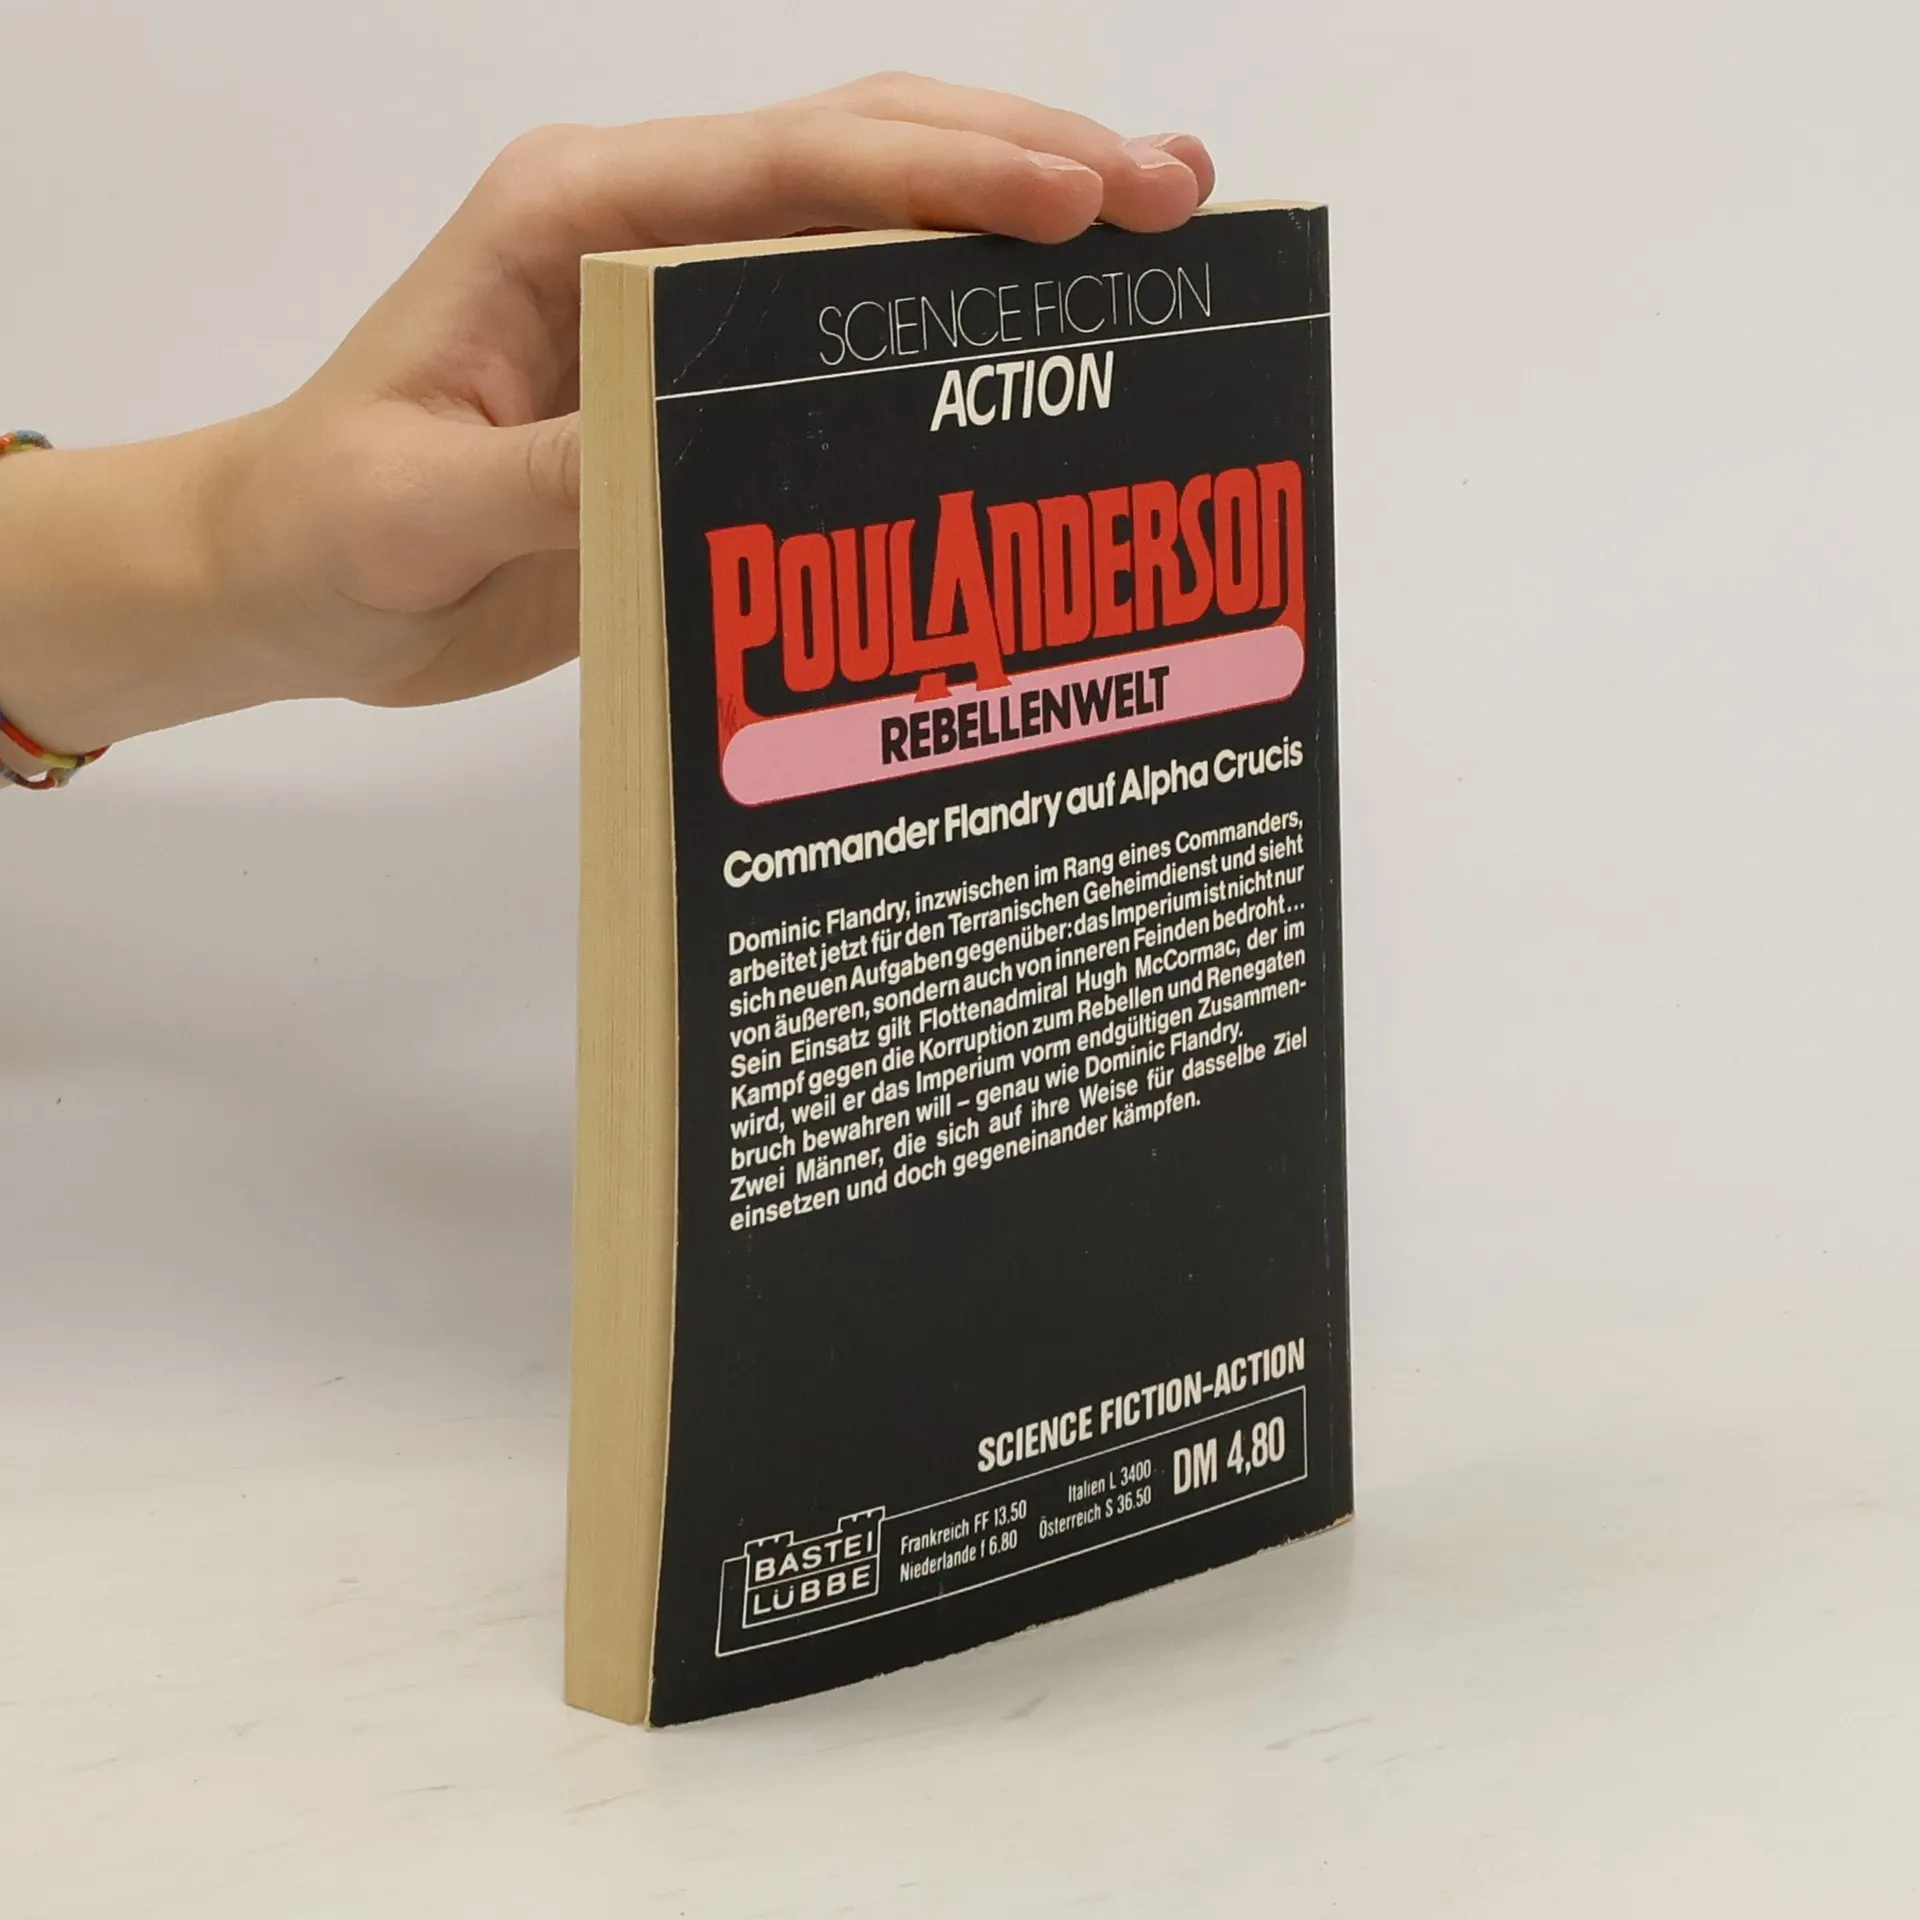 SCIENCE FICTION
ACTION
POUL ANDERSON
REBELLENWELT
Commander Flandry auf Alpha Crucis
Dominic Flandry, inzwischen im Rang eines Commanders,
arbeitet jetzt für den Terranischen Geheimdienst und sieht
sich neuen Aufgaben gegenüber: das Imperium ist nicht nur
von äußeren, sondern auch von inneren Feinden bedroht...
Sein Einsatz gilt Flottenadmiral Hugh McCormac, der im
Kampf gegen die Korruption zum Rebellen und Renegaten
wird, weil er das Imperium vorm endgültigen Zusammen-
bruch bewahren will – genau wie Dominic Flandry.
Zwei Männer, die sich auf ihre Weise für dasselbe Ziel
einsetzen und doch gegeneinander kämpfen.
SCIENCE FICTION-ACTION
BASTEI
LÜBBE
Frankreich FF 13.50
Niederlande f 6.80
Italien L 3400
Österreich S 36.50
DM 4,80